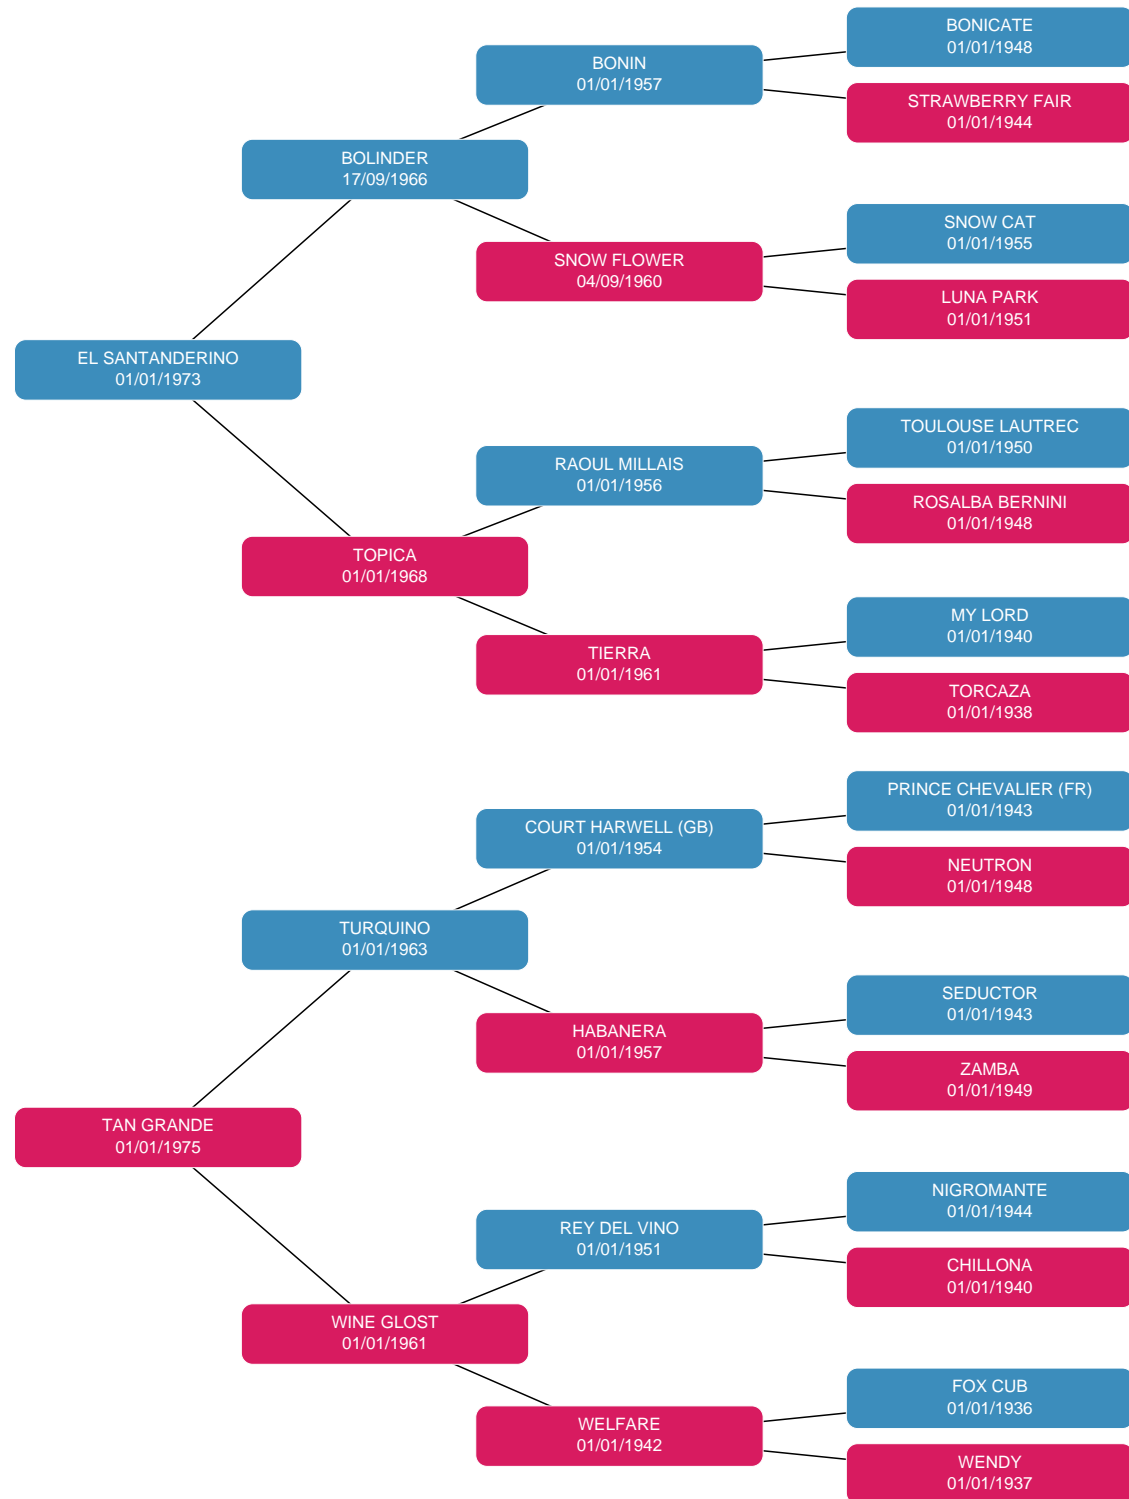 BONICATE
01/01/1948
BONIN
01/01/1957
STRAWBERRY FAIR
01/01/1944
BOLINDER
17/09/1966
SNOW CAT
01/01/1955
SNOW FLOWER
04/09/1960
LUNA PARK
01/01/1951
EL SANTANDERINO
01/01/1973
TOULOUSE LAUTREC
01/01/1950
RAOUL MILLAIS
01/01/1956
ROSALBA BERNINI
01/01/1948
TOPICA
01/01/1968
MY LORD
01/01/1940
TIERRA
01/01/1961
TORCAZA
01/01/1938
PRINCE CHEVALIER (FR)
01/01/1943
COURT HARWELL (GB)
01/01/1954
NEUTRON
01/01/1948
TURQUINO
01/01/1963
SEDUCTOR
01/01/1943
HABANERA
01/01/1957
ZAMBA
01/01/1949
TAN GRANDE
01/01/1975
NIGROMANTE
01/01/1944
REY DEL VINO
01/01/1951
CHILLONA
01/01/1940
WINE GLOST
01/01/1961
FOX CUB
01/01/1936
WELFARE
01/01/1942
WENDY
01/01/1937